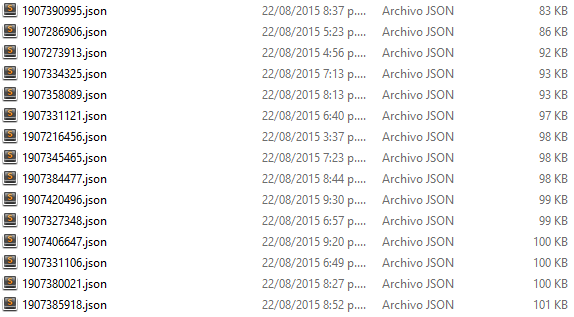 1907390995.json 22/08/2015 8:37 p.... Archivo JSON 83 KB
1907286906.json 22/08/2015 5:23 p.... Archivo JSON 86 KB
1907273913.json 22/08/2015 4:56 p.... Archivo JSON 92 KB
1907334325.json 22/08/2015 7:13 p.... Archivo JSON 93 KB
1907358089.json 22/08/2015 8:13 p.... Archivo JSON 93 KB
1907331121.json 22/08/2015 6:40 p.... Archivo JSON 97 KB
1907216456.json 22/08/2015 3:37 p.... Archivo JSON 98 KB
1907345465.json 22/08/2015 7:23 p.... Archivo JSON 98 KB
1907384477.json 22/08/2015 8:44 p.... Archivo JSON 98 KB
1907420496.json 22/08/2015 9:30 p.... Archivo JSON 99 KB
1907327348.json 22/08/2015 6:57 p.... Archivo JSON 99 KB
1907406647.json 22/08/2015 9:20 p.... Archivo JSON 100 KB
1907331106.json 22/08/2015 6:49 p.... Archivo JSON 100 KB
1907380021.json 22/08/2015 8:27 p.... Archivo JSON 100 KB
1907385918.json 22/08/2015 8:52 p.... Archivo JSON 101 KB